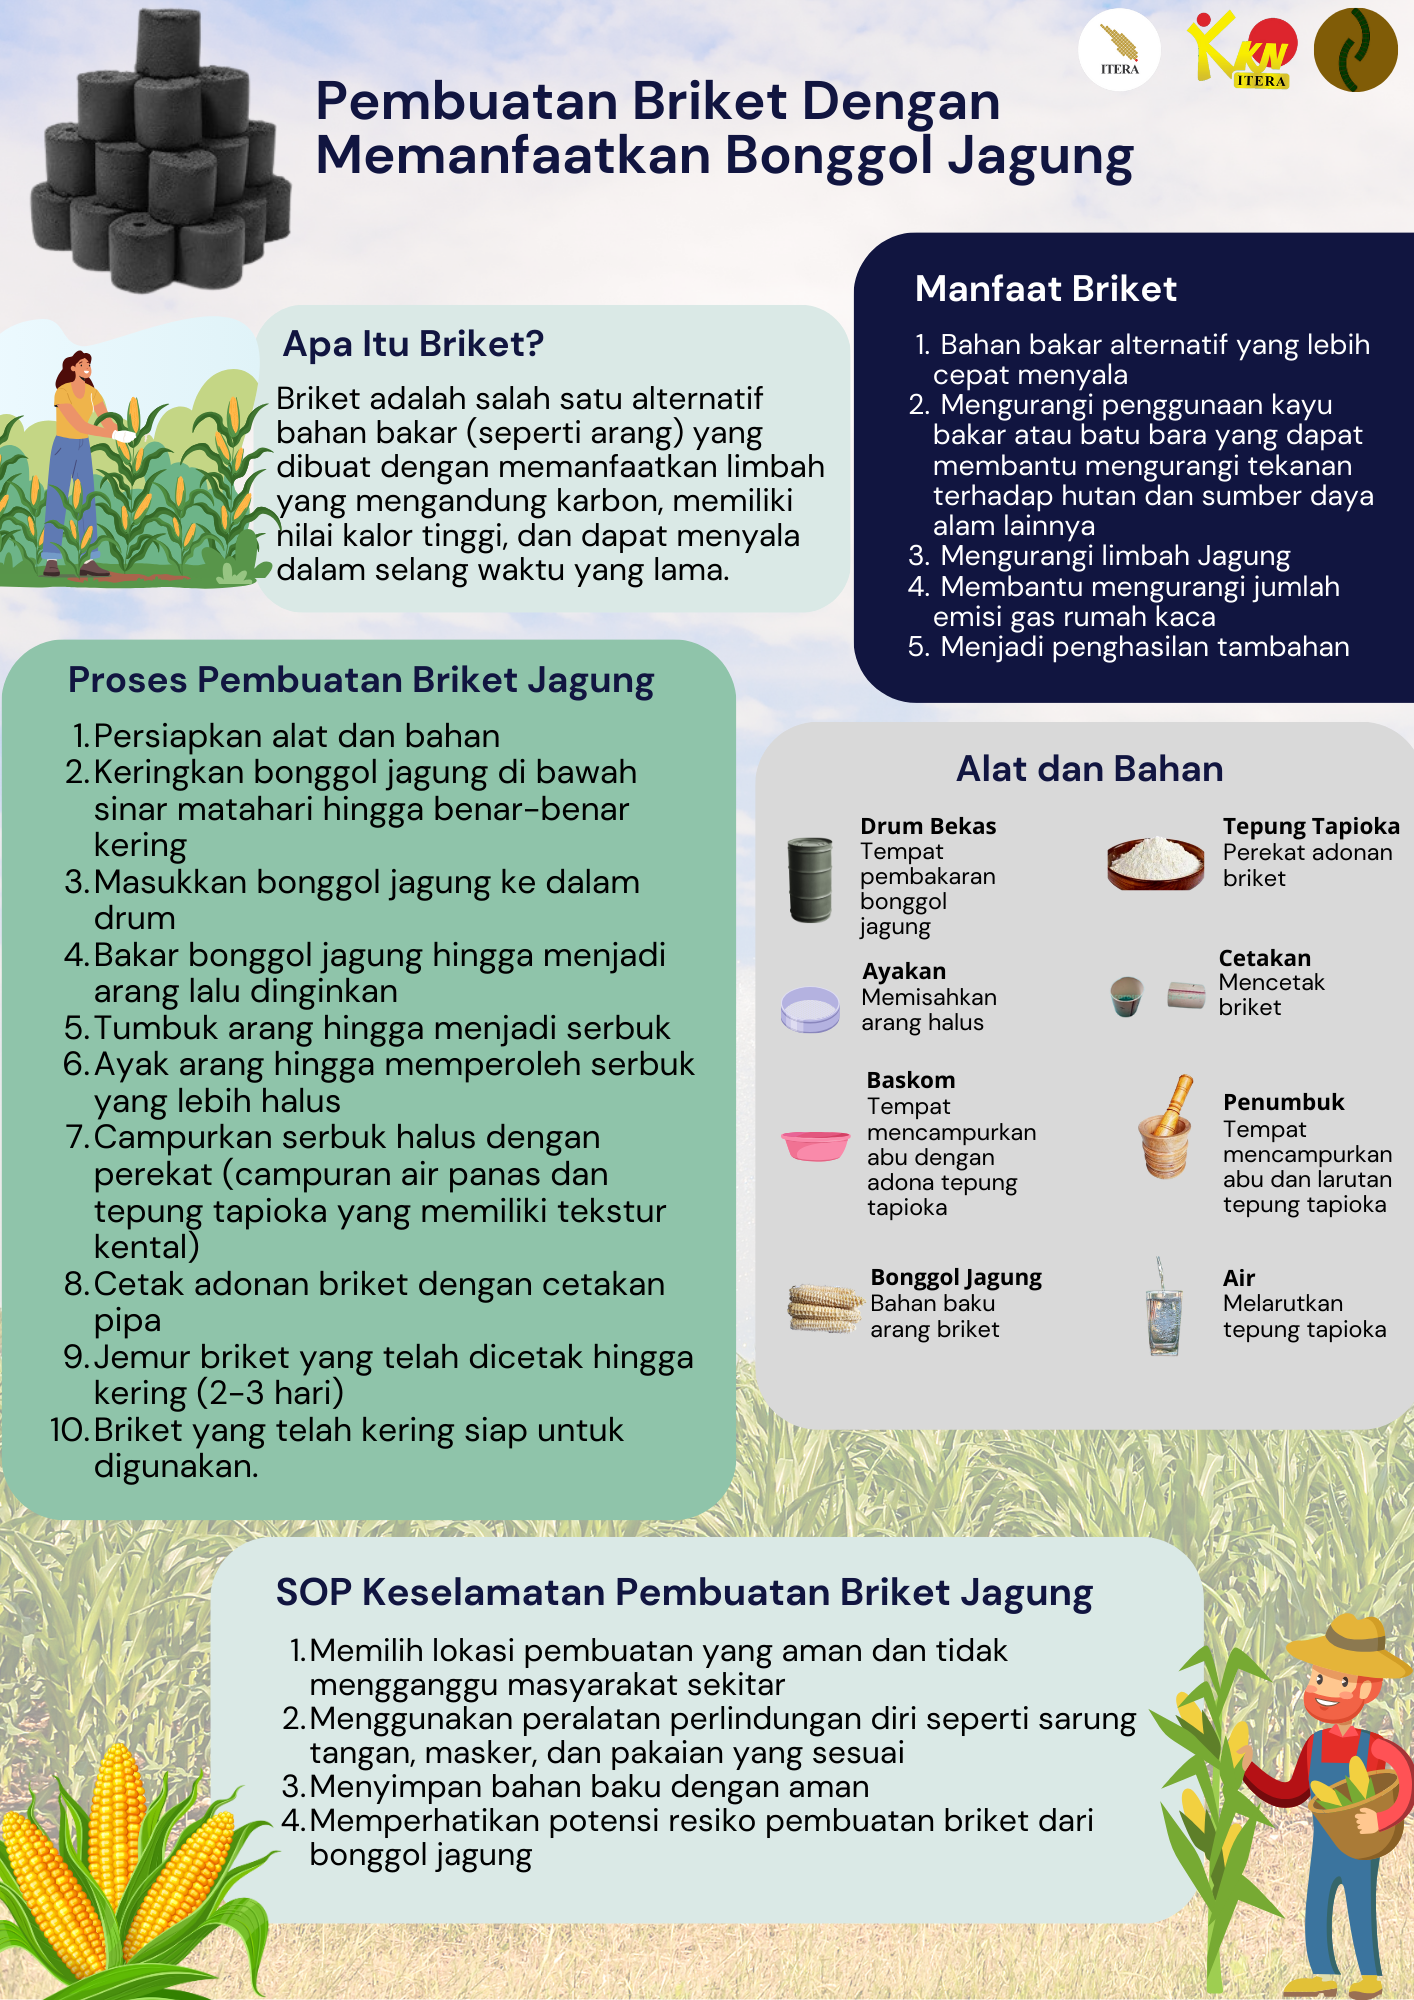 ITERA
KKN
ITERA
Pembuatan Briket Dengan
Memanfaatkan Bonggol Jagung
Apa Itu Briket?
Briket adalah salah satu alternatif
bahan bakar (seperti arang) yang
dibuat dengan memanfaatkan limbah
yang mengandung karbon, memiliki
nilai kalor tinggi, dan dapat menyala
dalam selang waktu yang lama.
Manfaat Briket
1. Bahan bakar alternatif yang lebih
cepat menyala
2. Mengurangi penggunaan kayu
bakar atau batu bara yang dapat
membantu mengurangi tekanan
terhadap hutan dan sumber daya
alam lainnya
3. Mengurangi limbah Jagung
4. Membantu mengurangi jumlah
emisi gas rumah kaca
5. Menjadi penghasilan tambahan
Proses Pembuatan Briket Jagung
1. Persiapkan alat dan bahan
2. Keringkan bonggol jagung di bawah
sinar matahari hingga benar-benar
kering
3. Masukkan bonggol jagung ke dalam
drum
4. Bakar bonggol jagung hingga menjadi
arang lalu dinginkan
5. Tumbuk arang hingga menjadi serbuk
6. Ayak arang hingga memperoleh serbuk
yang lebih halus
7. Campurkan serbuk halus dengan
perekat (campuran air panas dan
tepung tapioka yang memiliki tekstur
kental)
8. Cetak adonan briket dengan cetakan
pipa
9. Jemur briket yang telah dicetak hingga
kering (2-3 hari)
10. Briket yang telah kering siap untuk
digunakan.
Alat dan Bahan
Drum Bekas
Tempat
pembakaran
bonggol
jagung
Tepung Tapioka
Perekat adonan
briket
Ayakan
Memisahkan
arang halus
Cetakan
Mencetak
briket
Baskom
Tempat
mencampurkan
abu dengan
adona tepung
tapioka
Penumbuk
Tempat
mencampurkan
abu dan larutan
tepung tapioka
Bonggol Jagung
Bahan baku
arang briket
Air
Melarutkan
tepung tapioka
SOP Keselamatan Pembuatan Briket Jagung
1. Memilih lokasi pembuatan yang aman dan tidak
mengganggu masyarakat sekitar
2. Menggunakan peralatan perlindungan diri seperti sarung
tangan, masker, dan pakaian yang sesuai
3. Menyimpan bahan baku dengan aman
4. Memperhatikan potensi resiko pembuatan briket dari
bonggol jagung